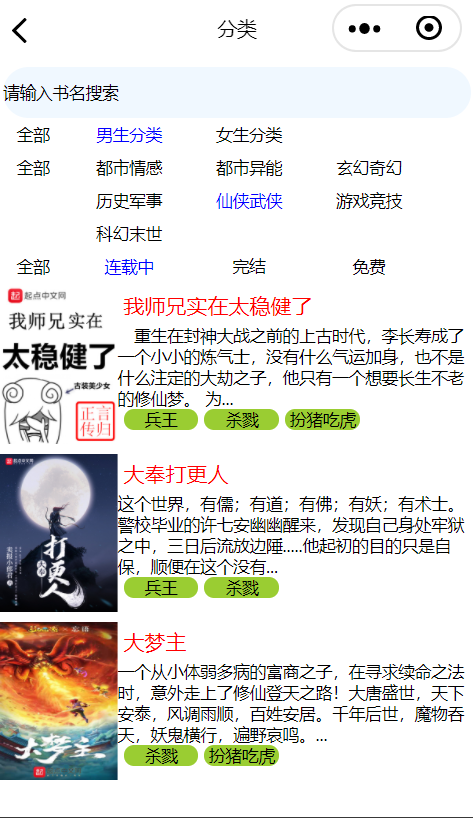 分类
请输入书名搜索
全部 男生分类 女生分类
全部 都市情感 都市异能 玄幻奇幻
历史军事 仙侠武侠 游戏竞技
科幻末世
全部 连载中 完结 免费
起点中文网
我师兄实在
太稳健了
古装美少女
正言
传归
我师兄实在太稳健了
重生在封神大战之前的上古时代，李长寿成了
一个小小的炼气士，没有什么气运加身，也不是
什么注定的大劫之子，他只有一个想要长生不老
的修仙梦。 为...
兵王 杀戮 扮猪吃虎
起点中文网
打更人
大奉打更人
这个世界，有儒；有道；有佛；有妖；有术士。
警校毕业的许七安幽幽醒来，发现自己身处牢狱
之中，三日后流放边陲.....他起初的目的只是自
保，顺便在这个没有...
兵王 杀戮
忘语
大梦主
大梦主
一个从小体弱多病的富商之子，在寻求续命之法
时，意外走上了修仙登天之路！大唐盛世，天下
安泰，风调雨顺，百姓安居。千年后世，魔物吞
天，妖鬼横行，遍野哀鸣。...
杀戮 扮猪吃虎